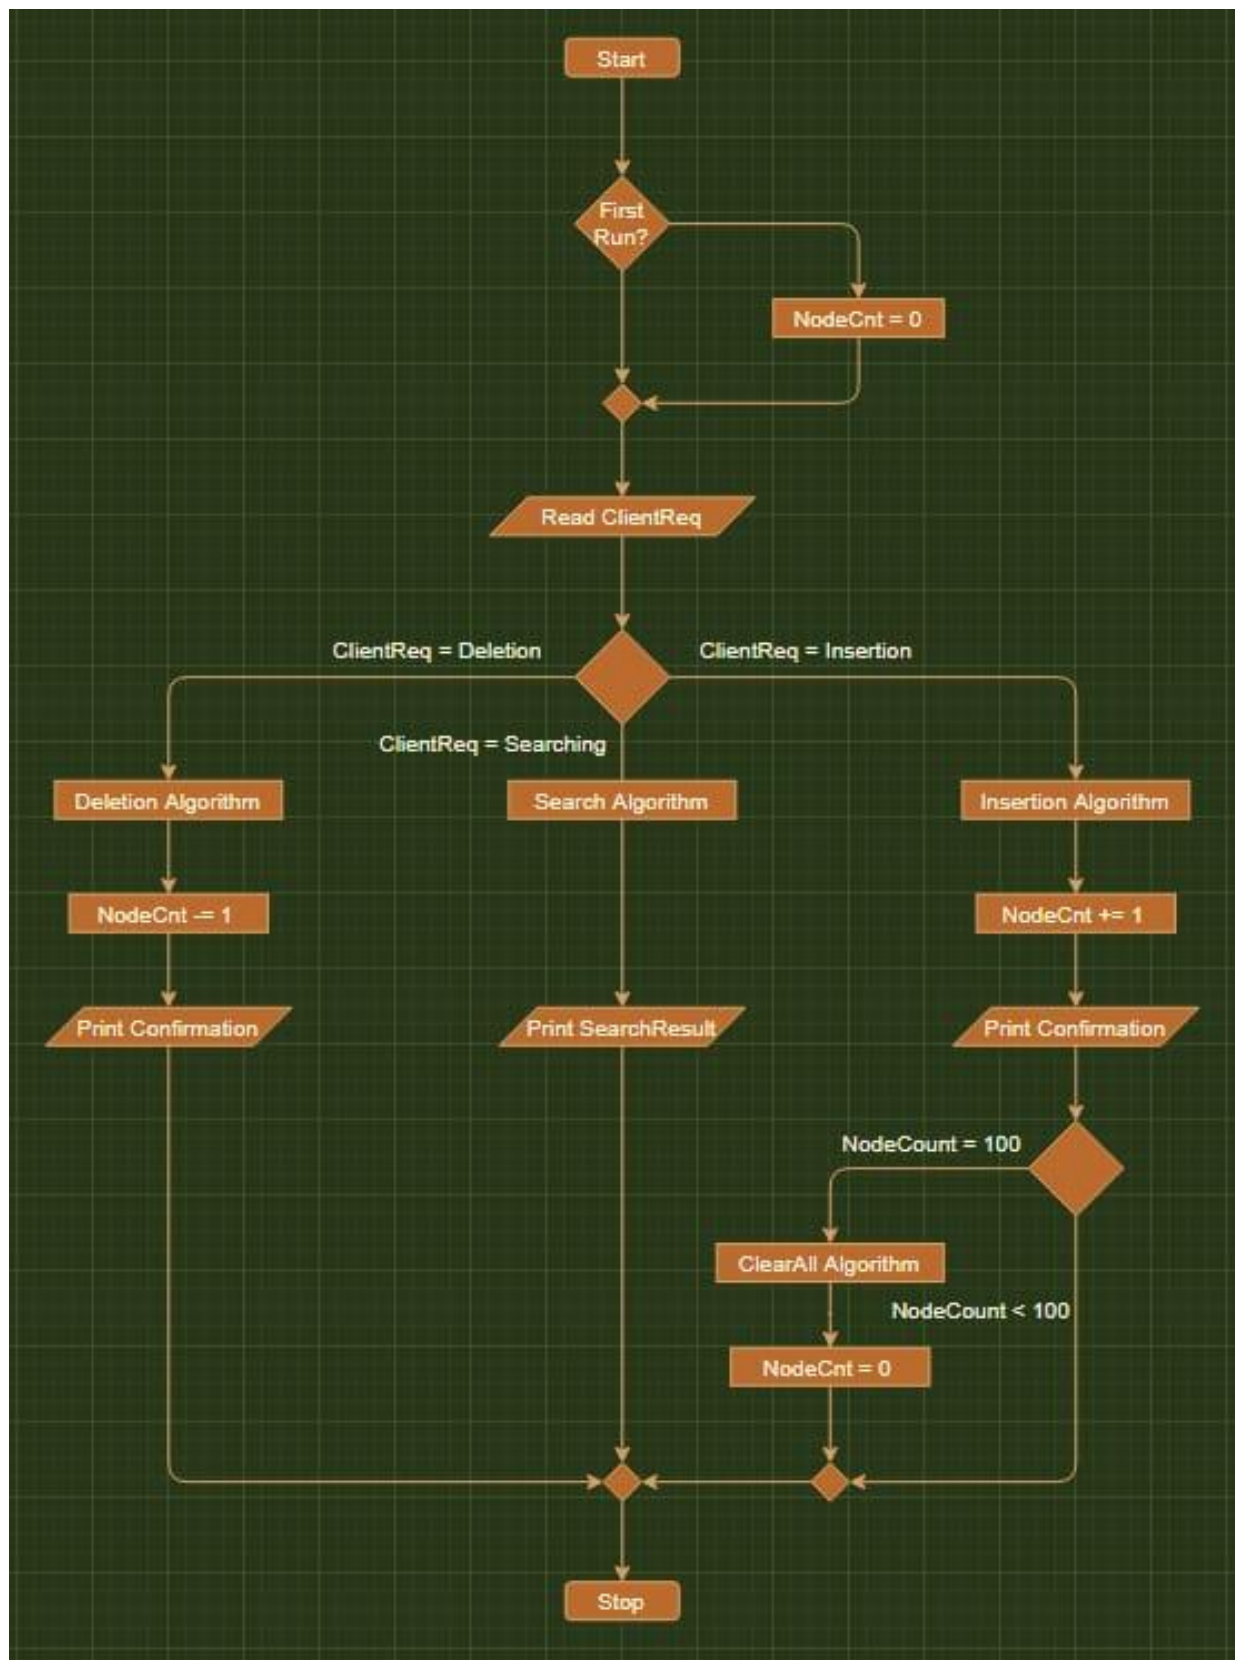 Start
First
Run?
NodeCnt = 0
Read ClientReq
ClientReq = Deletion
ClientReq = Insertion
ClientReq = Searching
Deletion Algorithm
Search Algorithm
Insertion Algorithm
NodeCnt -= 1
NodeCnt += 1
Print Confirmation
Print SearchResult
Print Confirmation
NodeCount = 100
ClearAll Algorithm
NodeCount < 100
NodeCnt = 0
Stop